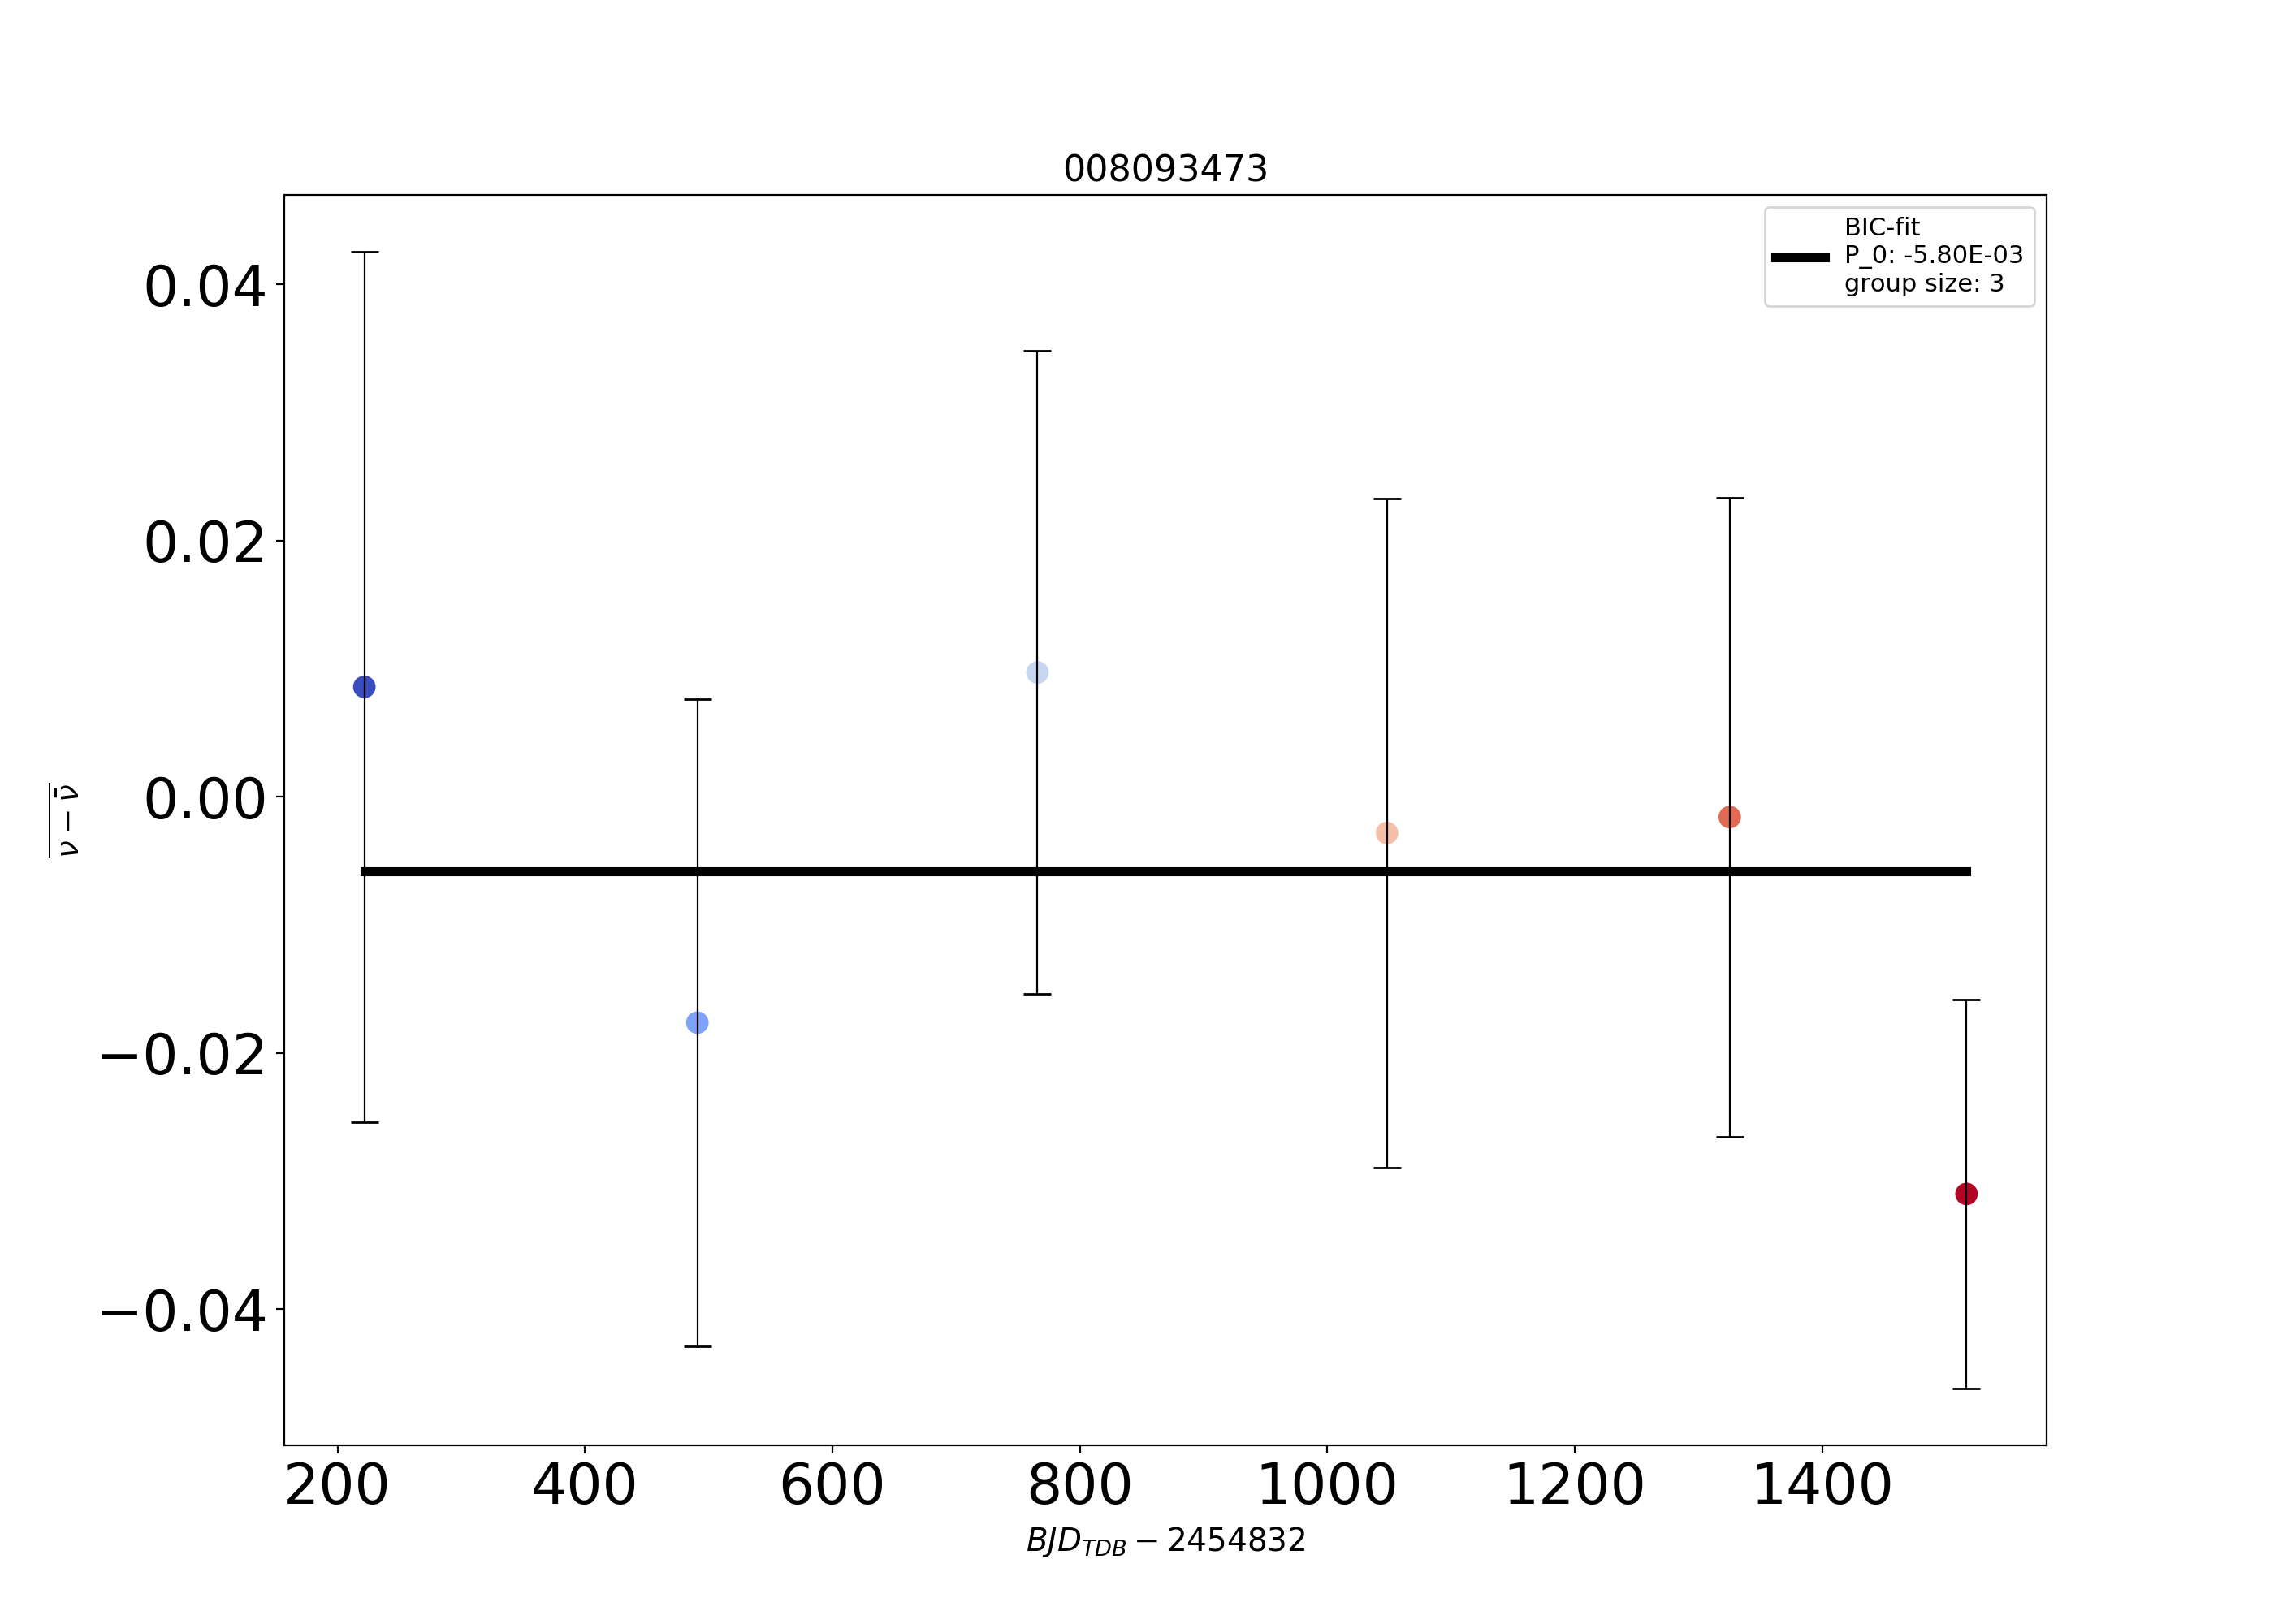 008093473
BIC-fit
P_0: -5.80E-03
group size: 3
0.04
0.02
0.00
−0.02
−0.04
ν − ν̄
200 400 600 800 1000 1200 1400
BJD_TDB − 2454832